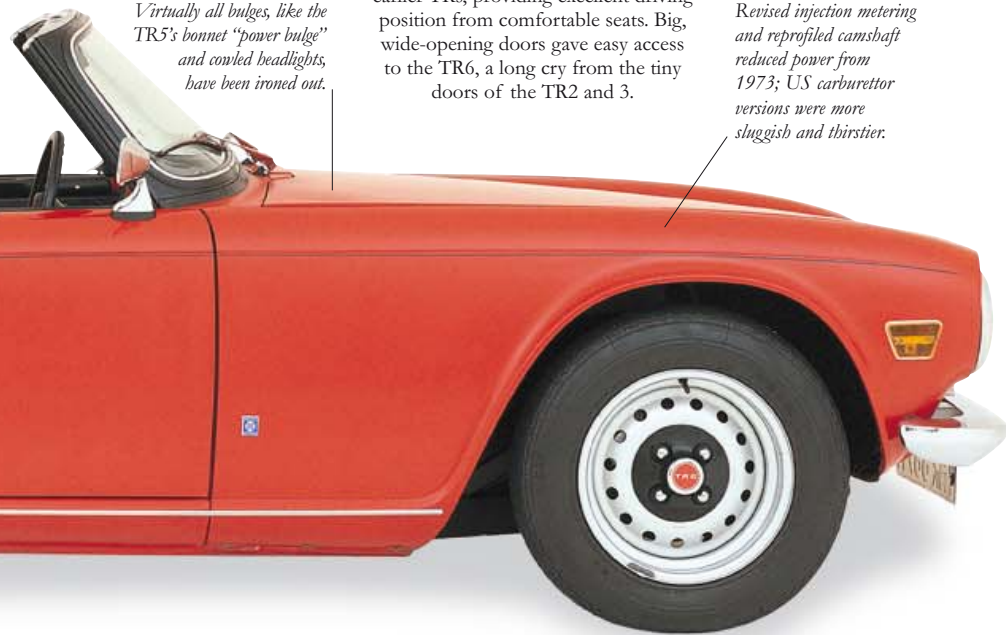 Virtually all bulges, like the
TR5's bonnet “power bulge”
and cowled headlights,
have been ironed out.
position from comfortable seats. Big,
wide-opening doors gave easy access
to the TR6, a long cry from the tiny
doors of the TR2 and 3.
Revised injection metering
and reprofiled camshaft
reduced power from
1973; US carburettor
versions were more
sluggish and thirstier.
TR6